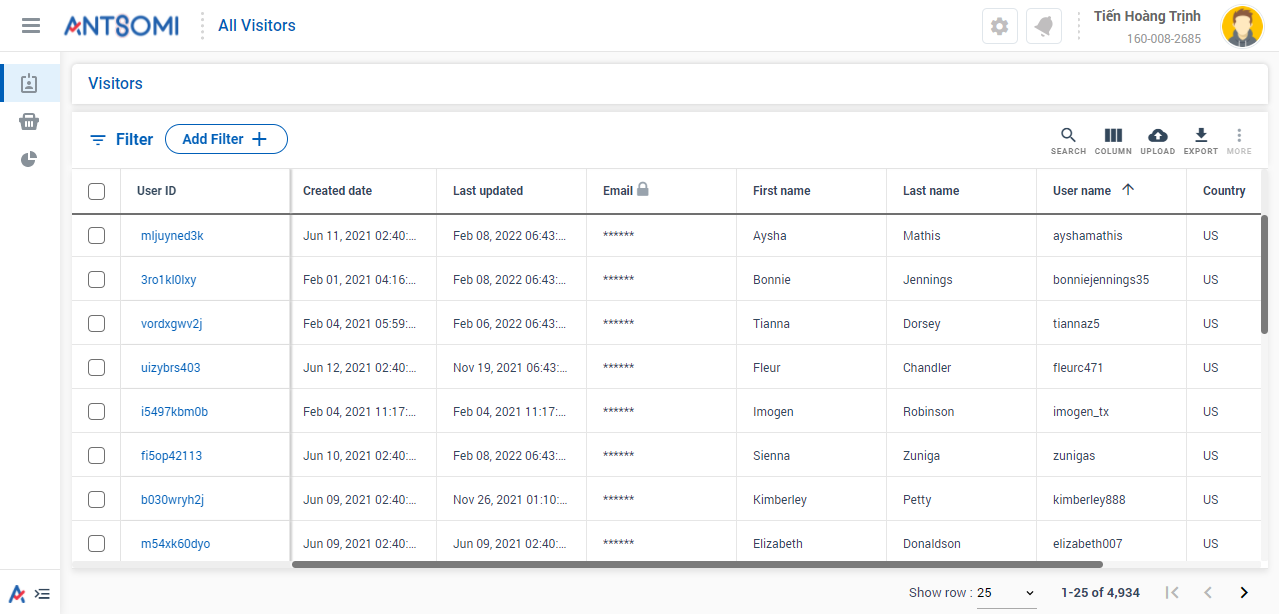 ANTSOMI All Visitors Tiến Hoàng Trịnh
160-008-2685
Visitors
Filter Add Filter SEARCH COLUMN UPLOAD EXPORT MORE
User ID Created date Last updated Email First name Last name User name Country
mljuyned3k Jun 11, 2021 02:40:... Feb 08, 2022 06:43:... ****** Aysha Mathis ayshamathis US
3ro1kl0lxy Feb 01, 2021 04:16:... Feb 08, 2022 06:43:... ****** Bonnie Jennings bonniejennings35 US
vordxgwv2j Feb 04, 2021 05:59:... Feb 06, 2022 06:43:... ****** Tianna Dorsey tiannaz5 US
uizybrs403 Jun 12, 2021 02:40:... Nov 19, 2021 06:43:... ****** Fleur Chandler fleurc471 US
i5497kbm0b Feb 04, 2021 11:17:... Feb 04, 2021 11:17:... ****** Imogen Robinson imogen_tx US
fi5op42113 Jun 10, 2021 02:40:... Feb 08, 2022 06:43:... ****** Sienna Zuniga zunigas US
b030wryh2j Jun 09, 2021 02:40:... Nov 26, 2021 01:10:... ****** Kimberley Petty kimberley888 US
m54xk60dyo Jun 09, 2021 02:40:... Jun 09, 2021 02:40:... ****** Elizabeth Donaldson elizabeth007 US
Show row : 25 1-25 of 4,934